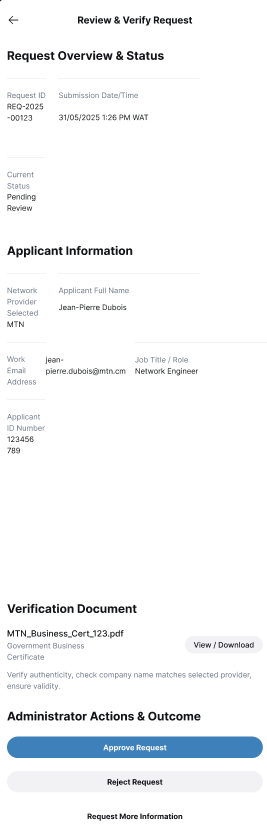 Review & Verify Request
Request Overview & Status
Request ID
REQ-2025
-00123
Submission Date/Time
31/05/2025 1:26 PM WAT
Current
Status
Pending
Review
Applicant Information
Network
Provider
Selected
MTN
Applicant Full Name
Jean-Pierre Dubois
Work
Email
Address
jean-
pierre.dubois@mtn.cm
Job Title / Role
Network Engineer
Applicant
ID Number
123456
789
Verification Document
MTN_Business_Cert_123.pdf
Government Business
Certificate
View / Download
Verify authenticity, check company name matches selected provider,
ensure validity.
Administrator Actions & Outcome
Approve Request
Reject Request
Request More Information